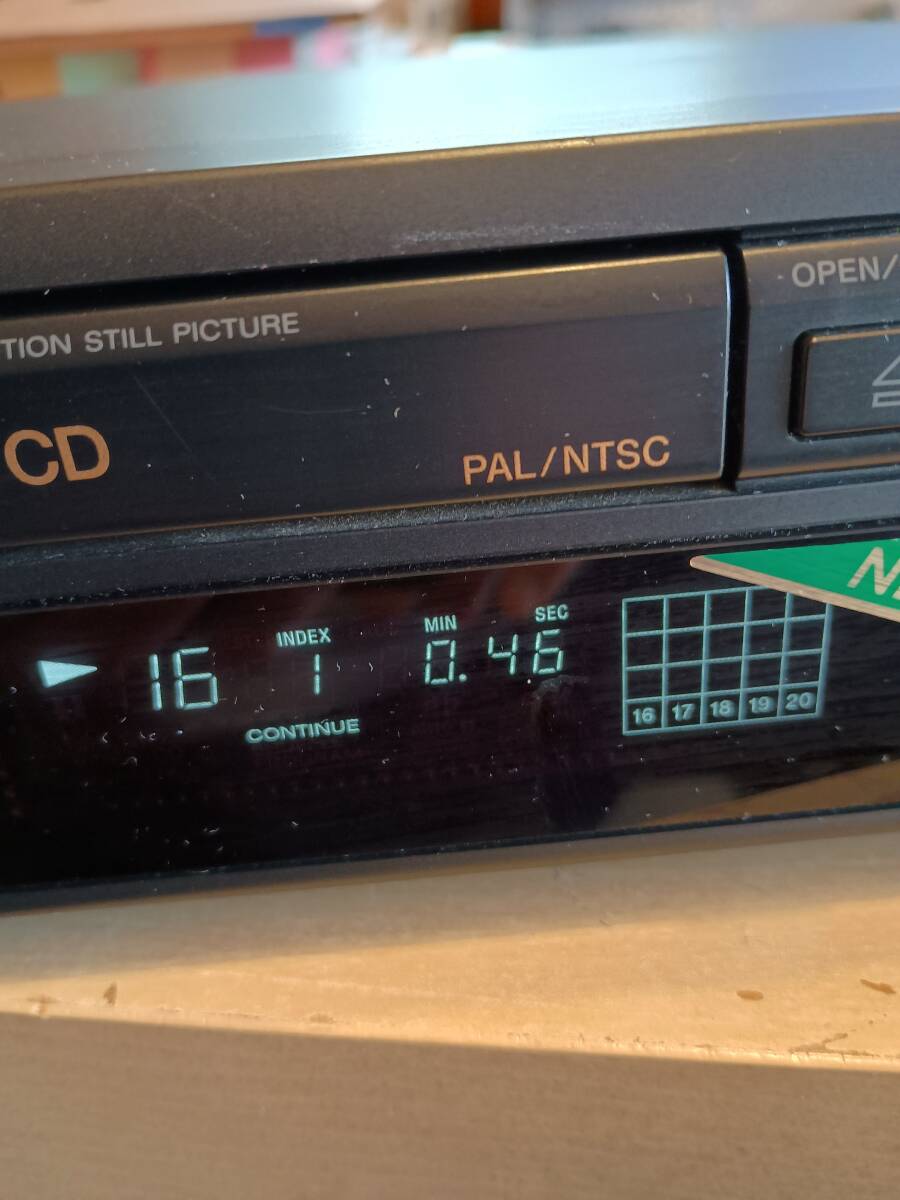 TION STILL PICTURE
OPEN/
CD
PAL/NTSC
INDEX
MIN
SEC
16
1
0.46
CONTINUE
16 17 18 19 20